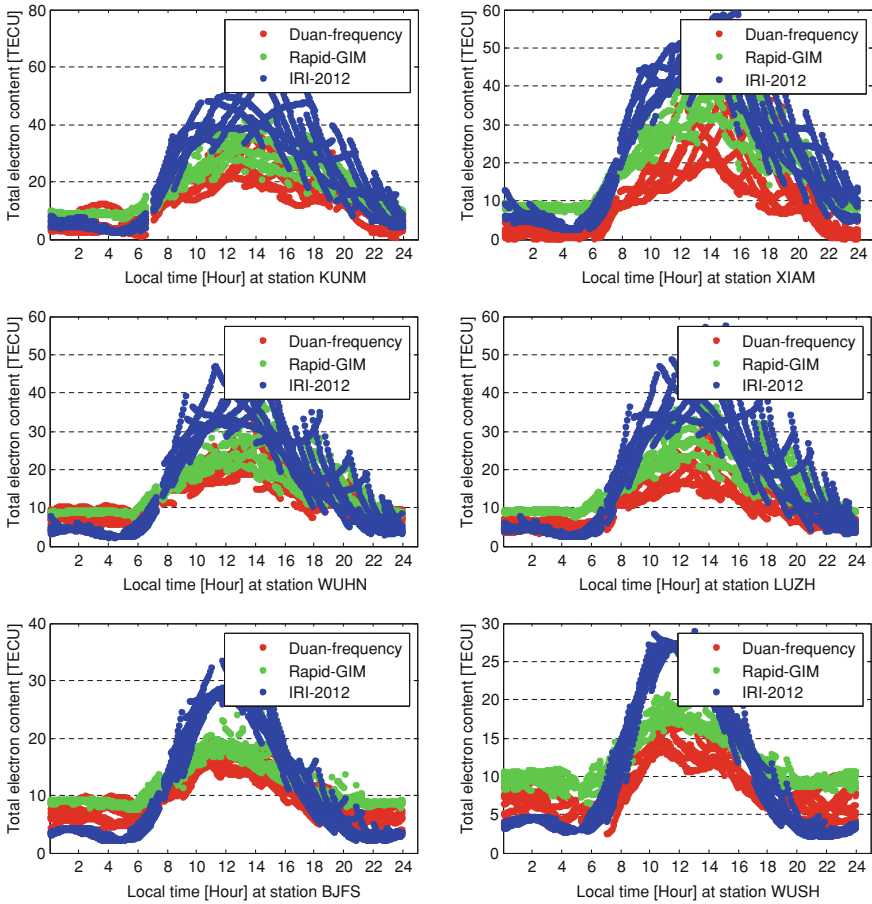 Total electron content [TECU]
80
60
40
20
0
Duan-frequency
Rapid-GIM
IRI-2012
2 4 6 8 10 12 14 16 18 20 22 24
Local time [Hour] at station KUNM
Total electron content [TECU]
60
50
40
30
20
10
0
Duan-frequency
Rapid-GIM
IRI-2012
2 4 6 8 10 12 14 16 18 20 22 24
Local time [Hour] at station XIAM
Total electron content [TECU]
60
50
40
30
20
10
0
Duan-frequency
Rapid-GIM
IRI-2012
2 4 6 8 10 12 14 16 18 20 22 24
Local time [Hour] at station WUHN
Total electron content [TECU]
60
50
40
30
20
10
0
Duan-frequency
Rapid-GIM
IRI-2012
2 4 6 8 10 12 14 16 18 20 22 24
Local time [Hour] at station LUZH
Total electron content [TECU]
40
30
20
10
0
Duan-frequency
Rapid-GIM
IRI-2012
2 4 6 8 10 12 14 16 18 20 22 24
Local time [Hour] at station BJFS
Total electron content [TECU]
30
25
20
15
10
5
0
Duan-frequency
Rapid-GIM
IRI-2012
2 4 6 8 10 12 14 16 18 20 22 24
Local time [Hour] at station WUSH